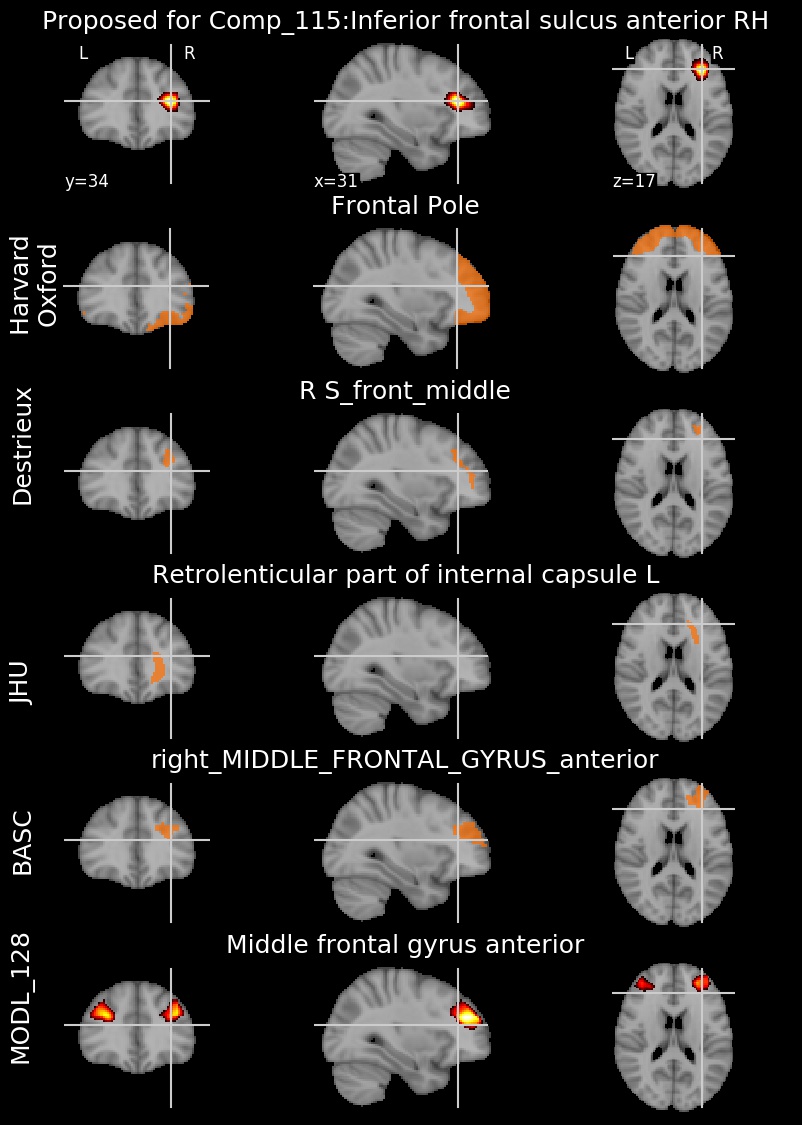 Proposed for Comp_115:Inferior frontal sulcus anterior RH
L R
L R
y=34
x=31
z=17
Frontal Pole
Harvard
Oxford
R S_front_middle
Destrieux
Retrolenticular part of internal capsule L
JHU
right_MIDDLE_FRONTAL_GYRUS_anterior
BASC
Middle frontal gyrus anterior
MODL_128